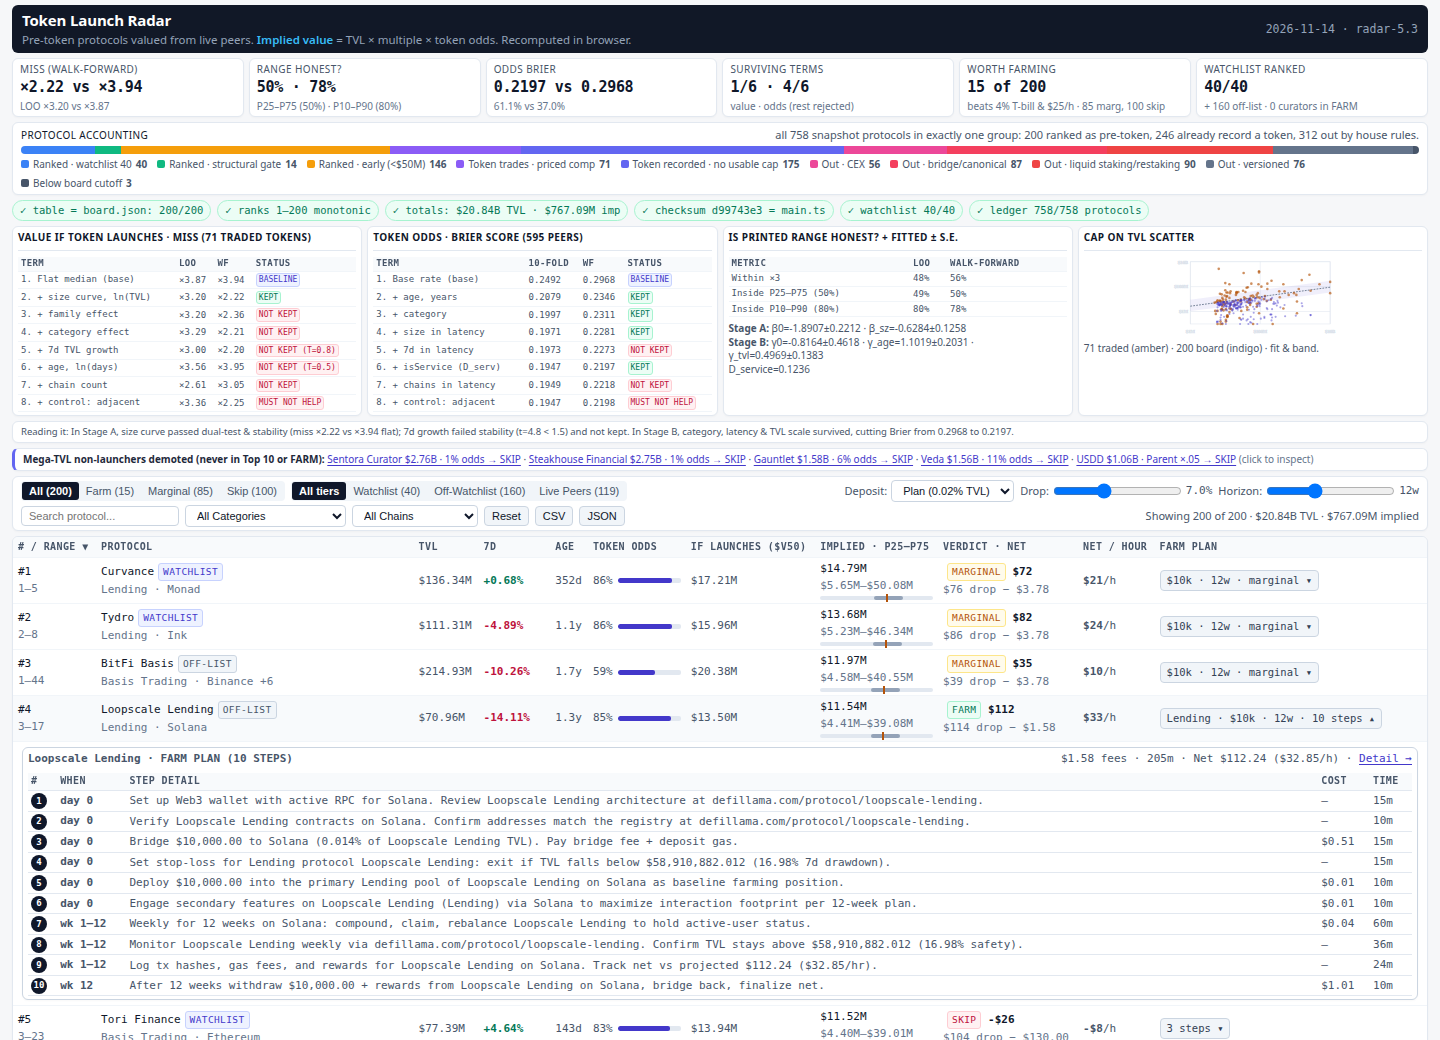 Token Launch Radar
Pre-token protocols valued from live peers. Implied value = TVL × multiple × token odds. Recomputed in browser.
2026-11-14 · radar-5.3
MISS (WALK-FORWARD)
×2.22 vs ×3.94
LOO ×3.20 vs ×3.87
RANGE HONEST?
50% · 78%
P25–P75 (50%) · P10–P90 (80%)
ODDS BRIER
0.2197 vs 0.2968
61.1% vs 37.0%
SURVIVING TERMS
1/6 · 4/6
value · odds (rest rejected)
WORTH FARMING
15 of 200
beats 4% T-bill & $25/h · 85 marg, 100 skip
WATCHLIST RANKED
40/40
+ 160 off-list · 0 curators in FARM
PROTOCOL ACCOUNTING
all 758 snapshot protocols in exactly one group: 200 ranked as pre-token, 246 already record a token, 312 out by house rules.
Ranked · watchlist 40 40 Ranked · structural gate 14 Ranked · early (<$50M) 146 Token trades · priced comp 71 Token recorded · no usable cap 175 Out · CEX 56 Out · bridge/canonical 87 Out · liquid staking/restaking 90 Out · versioned 76
Below board cutoff 3
✓ table = board.json: 200/200 ✓ ranks 1–200 monotonic ✓ totals: $20.84B TVL · $767.09M imp ✓ checksum d99743e3 = main.ts ✓ watchlist 40/40 ✓ ledger 758/758 protocols
VALUE IF TOKEN LAUNCHES · MISS (71 TRADED TOKENS)
TERM LOO WF STATUS
1. Flat median (base) ×3.87 ×3.94 BASELINE
2. + size curve, ln(TVL) ×3.20 ×2.22 KEPT
3. + family effect ×3.20 ×2.36 NOT KEPT
4. + category effect ×3.29 ×2.21 NOT KEPT
5. + 7d TVL growth ×3.00 ×2.20 NOT KEPT (T=0.8)
6. + age, ln(days) ×3.56 ×3.95 NOT KEPT (T=0.5)
7. + chain count ×2.61 ×3.05 NOT KEPT
8. + control: adjacent ×3.36 ×2.25 MUST NOT HELP
TOKEN ODDS · BRIER SCORE (595 PEERS)
TERM 10-FOLD WF STATUS
1. Base rate (base) 0.2492 0.2968 BASELINE
2. + age, years 0.2079 0.2346 KEPT
3. + category 0.1997 0.2311 KEPT
4. + size in latency 0.1971 0.2281 KEPT
5. + 7d in latency 0.1973 0.2273 NOT KEPT
6. + isService (D_serv) 0.1947 0.2197 KEPT
7. + chains in latency 0.1949 0.2218 NOT KEPT
8. + control: adjacent 0.1947 0.2198 MUST NOT HELP
IS PRINTED RANGE HONEST? + FITTED ± S.E.
METRIC LOO WALK-FORWARD
Within ×3 48% 56%
Inside P25–P75 (50%) 49% 50%
Inside P10–P90 (80%) 80% 78%
Stage A: β0=-1.8907±0.2212 · β_sz=-0.6284±0.1258
Stage B: γ0=-0.8164±0.4618 · γ_age=1.1019±0.2031 ·
γ_tvl=0.4969±0.1383
D_service=0.1236
CAP ON TVL SCATTER
71 traded (amber) · 200 board (indigo) · fit & band.
Reading it: In Stage A, size curve passed dual-test & stability (miss ×2.22 vs ×3.94 flat); 7d growth failed stability (t=4.8 < 1.5) and not kept. In Stage B, category, latency & TVL scale survived, cutting Brier from 0.2968 to 0.2197.
Mega-TVL non-launchers demoted (never in Top 10 or FARM): Sentora Curator $2.76B · 1% odds → SKIP · Steakhouse Financial $2.75B · 1% odds → SKIP · Gauntlet $1.58B · 6% odds → SKIP · Veda $1.56B · 11% odds → SKIP · USDD $1.06B · Parent ×.05 → SKIP (click to inspect)
All (200) Farm (15) Marginal (85) Skip (100) All tiers Watchlist (40) Off-Watchlist (160) Live Peers (119) Deposit: Plan (0.02% TVL) Drop: 7.0% Horizon: 12w
Search protocol... All Categories All Chains Reset CSV JSON Showing 200 of 200 · $20.84B TVL · $767.09M implied
# / RANGE ▼ PROTOCOL TVL 7D AGE TOKEN ODDS IF LAUNCHES ($V50) IMPLIED · P25–P75 VERDICT · NET NET / HOUR FARM PLAN
#1 Curvance WATCHLIST $136.34M +0.68% 352d 86% $17.21M $14.79M MARGINAL $72 $21/h $10k · 12w · marginal ▾
1–5 Lending · Monad $5.65M–$50.08M $76 drop − $3.78
#2 Tydro WATCHLIST $111.31M -4.89% 1.1y 86% $15.96M $13.68M MARGINAL $82 $24/h $10k · 12w · marginal ▾
2–8 Lending · Ink $5.23M–$46.34M $86 drop − $3.78
#3 BitFi Basis OFF-LIST $214.93M -10.26% 1.7y 59% $20.38M $11.97M MARGINAL $35 $10/h $10k · 12w · marginal ▾
1–44 Basis Trading · Binance +6 $4.58M–$40.55M $39 drop − $3.78
#4 Loopscale Lending OFF-LIST $70.96M -14.11% 1.3y 85% $13.50M $11.54M FARM $112 $33/h Lending · $10k · 12w · 10 steps ▴
3–17 Lending · Solana $4.41M–$39.08M $114 drop − $1.58
Loopscale Lending · FARM PLAN (10 STEPS) $1.58 fees · 205m · Net $112.24 ($32.85/h) · Detail →
# WHEN STEP DETAIL COST TIME
1 day 0 Set up Web3 wallet with active RPC for Solana. Review Loopscale Lending architecture at defillama.com/protocol/loopscale-lending. – 15m
2 day 0 Verify Loopscale Lending contracts on Solana. Confirm addresses match the registry at defillama.com/protocol/loopscale-lending. – 10m
3 day 0 Bridge $10,000.00 to Solana (0.014% of Loopscale Lending TVL). Pay bridge fee + deposit gas. $0.51 15m
4 day 0 Set stop-loss for Lending protocol Loopscale Lending: exit if TVL falls below $58,910,882.012 (16.98% 7d drawdown). – 15m
5 day 0 Deploy $10,000.00 into the primary Lending pool of Loopscale Lending on Solana as baseline farming position. $0.01 10m
6 day 0 Engage secondary features on Loopscale Lending (Lending) via Solana to maximize interaction footprint per 12-week plan. $0.01 10m
7 wk 1–12 Weekly for 12 weeks on Solana: compound, claim, rebalance Loopscale Lending to hold active-user status. $0.04 60m
8 wk 1–12 Monitor Loopscale Lending weekly via defillama.com/protocol/loopscale-lending. Confirm TVL stays above $58,910,882.012 (16.98% safety). – 36m
9 wk 1–12 Log tx hashes, gas fees, and rewards for Loopscale Lending on Solana. Track net vs projected $112.24 ($32.85/hr). – 24m
10 wk 12 After 12 weeks withdraw $10,000.00 + rewards from Loopscale Lending on Solana, bridge back, finalize net. $1.01 10m
#5 Tori Finance WATCHLIST $77.39M +4.64% 143d 83% $13.94M $11.52M SKIP -$26 -$8/h 3 steps ▾
3–23 Basis Trading · Ethereum $4.40M–$39.01M $104 drop − $130.00